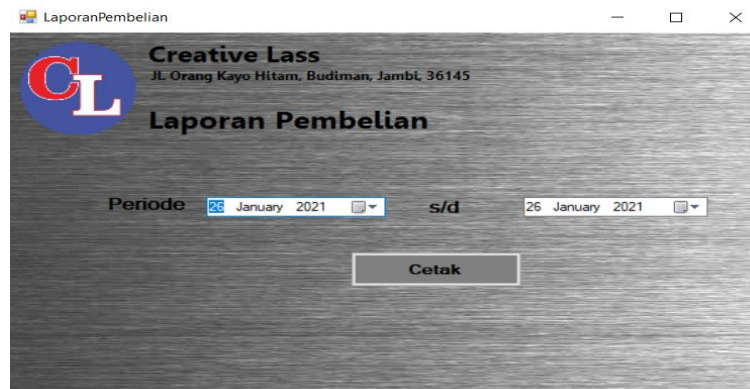 LaporanPembelian
CL
Creative Lass
Jl. Orang Kayo Hitam, Budiman, Jambi, 36145
Laporan Pembelian
Periode 26 January 2021 s/d 26 January 2021
Cetak